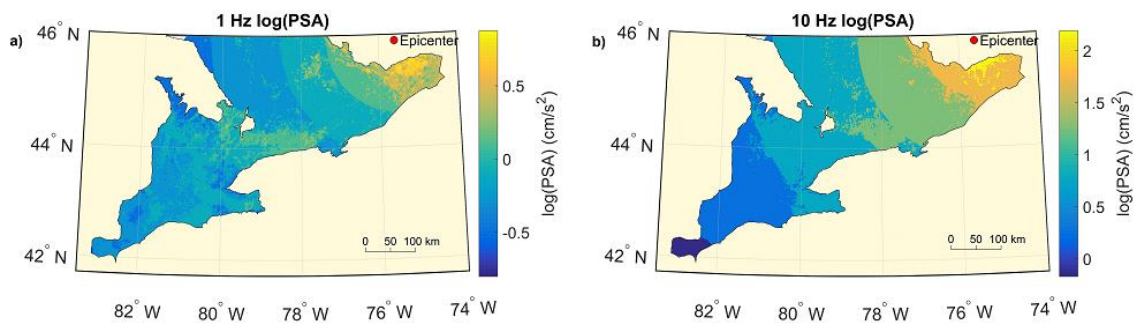 1 Hz log(PSA)
a)
46° N
44° N
42° N
Epicenter
0 50 100 km
82° W
80° W
78° W
76° W
74° W
0.5
0
-0.5
log(PSA) (cm/s²)
10 Hz log(PSA)
b)
46° N
44° N
42° N
Epicenter
0 50 100 km
82° W
80° W
78° W
76° W
74° W
2
1.5
1
0.5
0
log(PSA) (cm/s²)